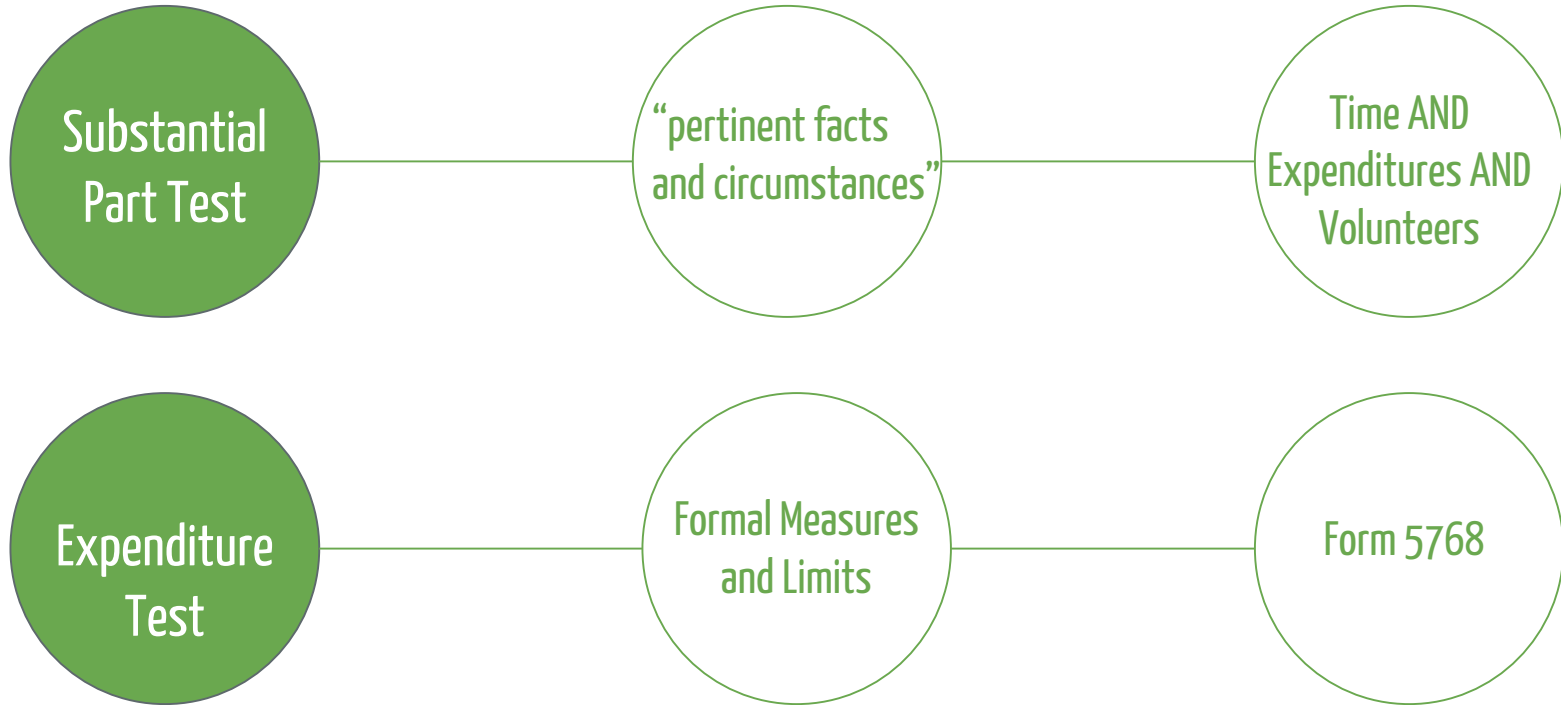 Substantial
Part Test
“pertinent facts
and circumstances”
Time AND
Expenditures AND
Volunteers
Expenditure
Test
Formal Measures
and Limits
Form 5768